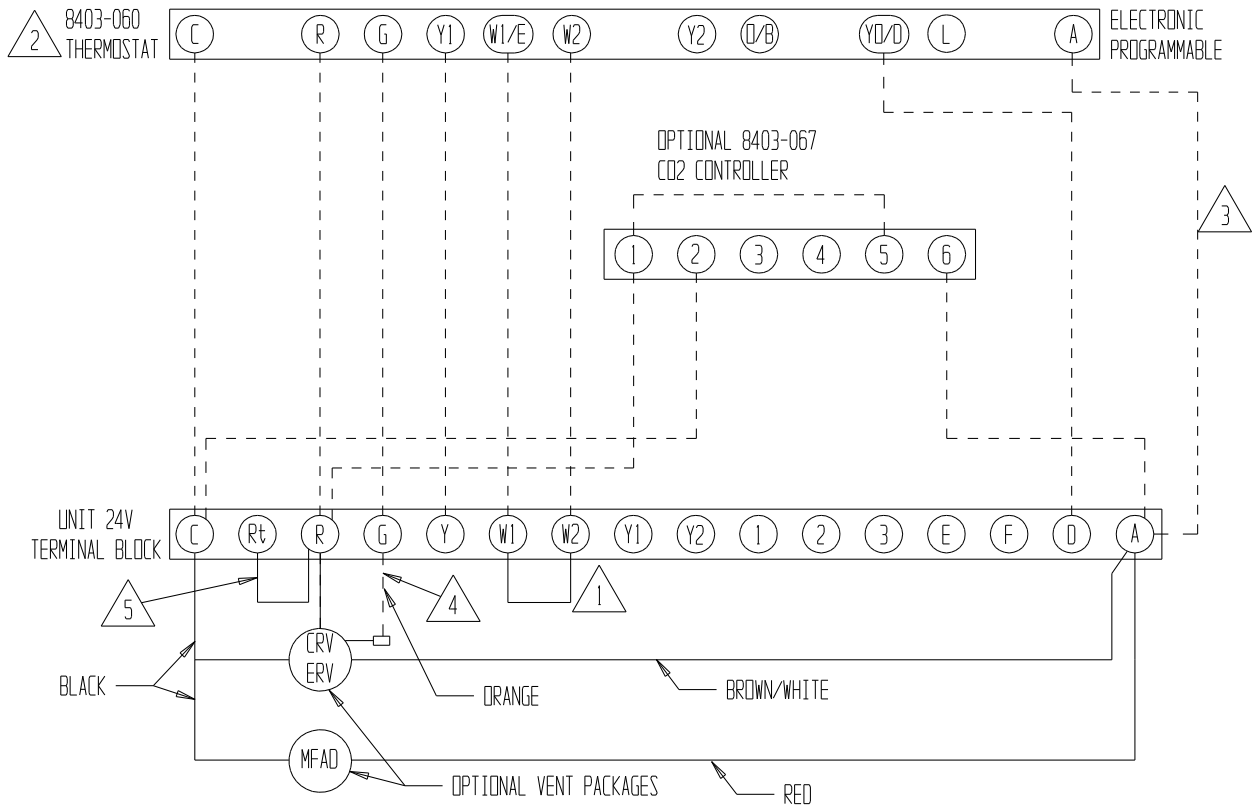 2
8403-060
THERMOSTAT
C R G Y1 W1/E W2 Y2 O/B YO/D L A
ELECTRONIC
PROGRAMMABLE
OPTIONAL 8403-067
CO2 CONTROLLER
3
1 2 3 4 5 6
UNIT 24V
TERMINAL BLOCK
C Rt R G Y W1 W2 Y1 Y2 1 2 3 E F O A
5
4
1
CRV
ERV
BLACK
ORANGE
BROWN/WHITE
MFAD
OPTIONAL VENT PACKAGES
RED